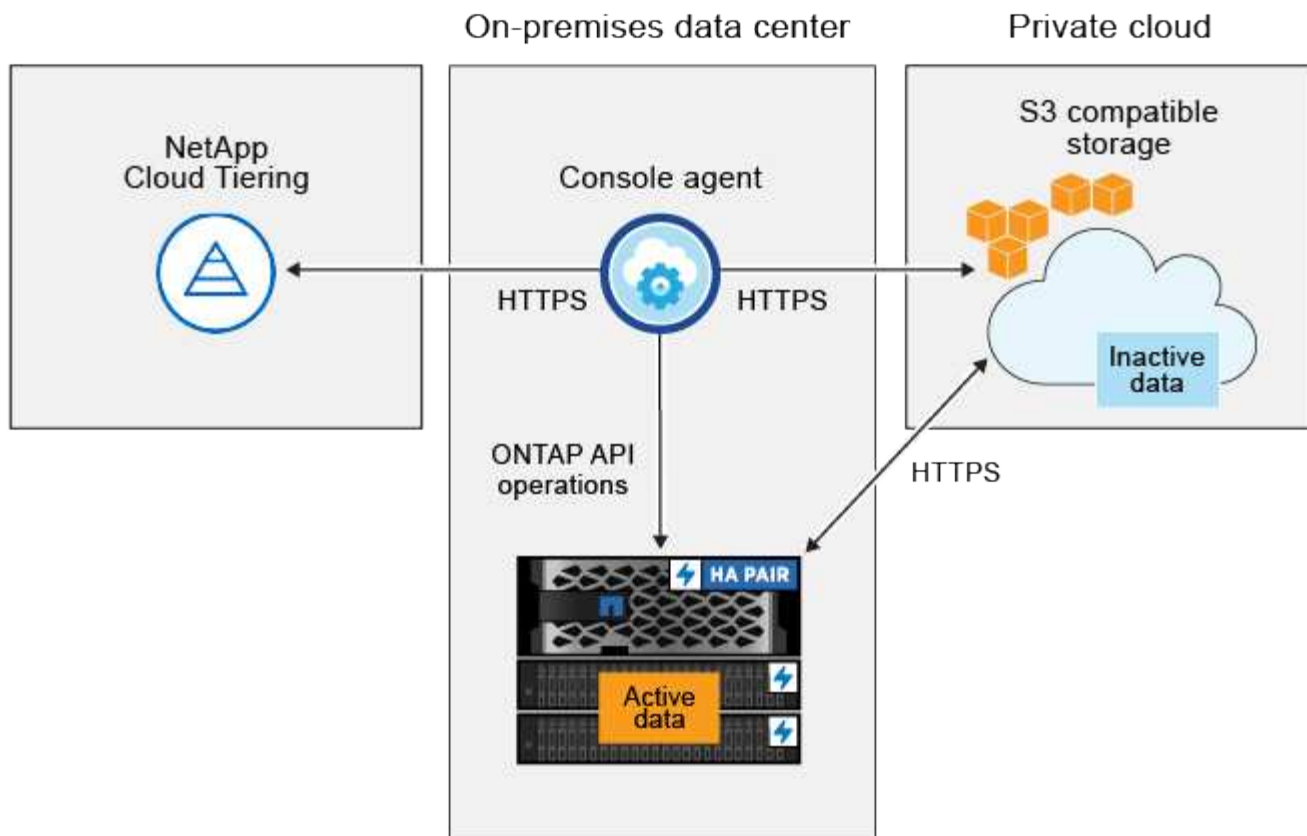 On-premises data center
Private cloud
NetApp
Cloud Tiering
Console agent
S3 compatible
storage
HTTPS
HTTPS
Inactive
data
ONTAP API
operations
HTTPS
HA PAIR
Active
data